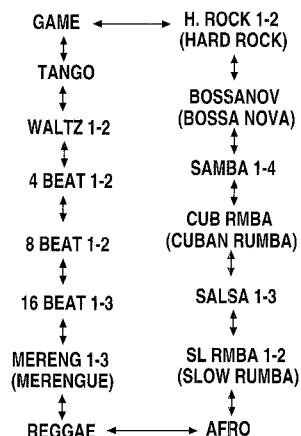 GAME
TANGO
WALTZ 1-2
4 BEAT 1-2
8 BEAT 1-2
16 BEAT 1-3
MERENG 1-3
(MERENGUE)
REGGAE
H. ROCK 1-2
(HARD ROCK)
BOSSANOV
(BOSSA NOVA)
SAMBA 1-4
CUB RMBA
(CUBAN RUMBA)
SALSA 1-3
SL RMBA 1-2
(SLOW RUMBA)
AFRO